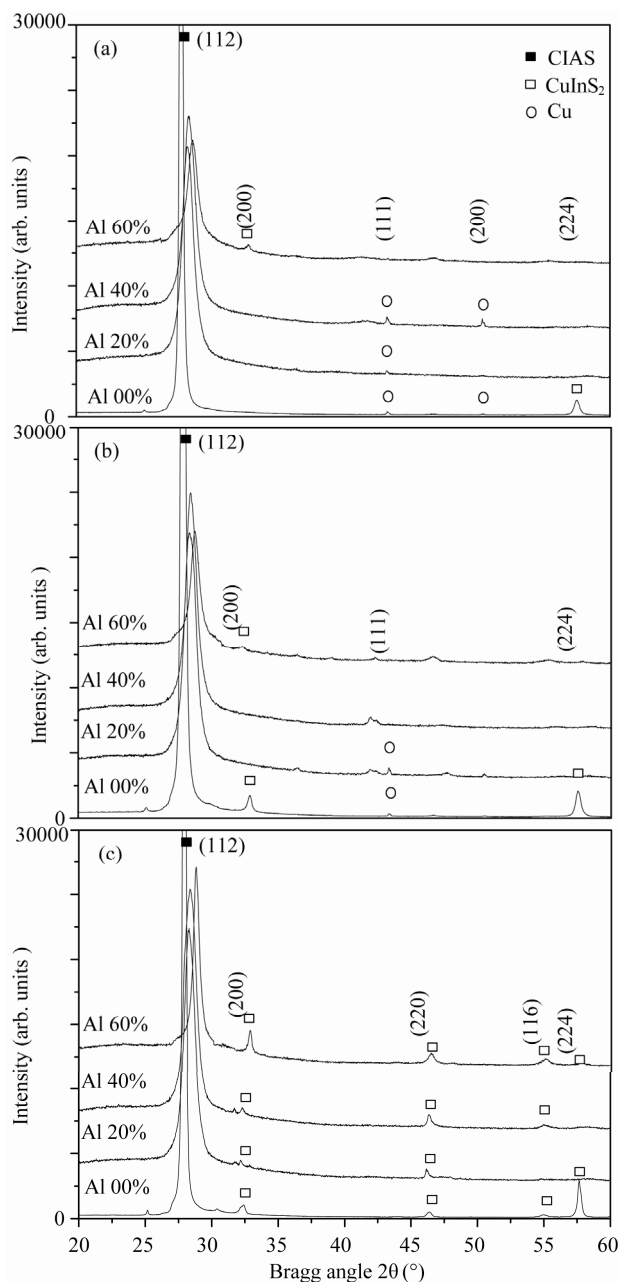 30000
(a)
(112)
CIAS
CuInS2
Cu
(200)
(111)
(200)
(224)
Intensity (arb. units )
Al 60%
Al 40%
Al 20%
Al 00%
0
30000
(b)
(112)
(200)
(111)
(224)
Intensity (arb. units )
Al 60%
Al 40%
Al 20%
Al 00%
0
30000
(c)
(112)
(200)
(220)
(116)
(224)
Intensity (arb. units )
Al 60%
Al 40%
Al 20%
Al 00%
0
20 25 30 35 40 45 50 55 60
Bragg angle 2θ (°)